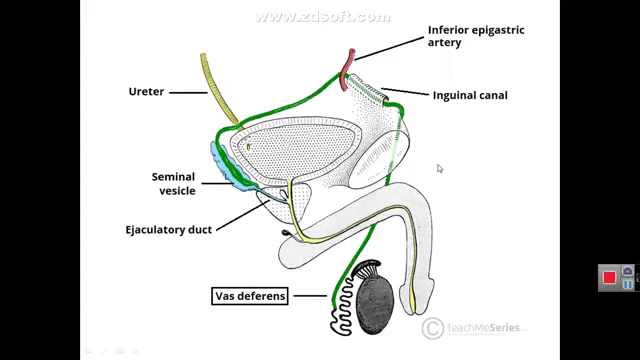 www.zdsoft.com
Inferior epigastric
artery
Ureter
Inguinal canal
Seminal
vesicle
Ejaculatory duct
Vas deferens
© TeachMeSeries